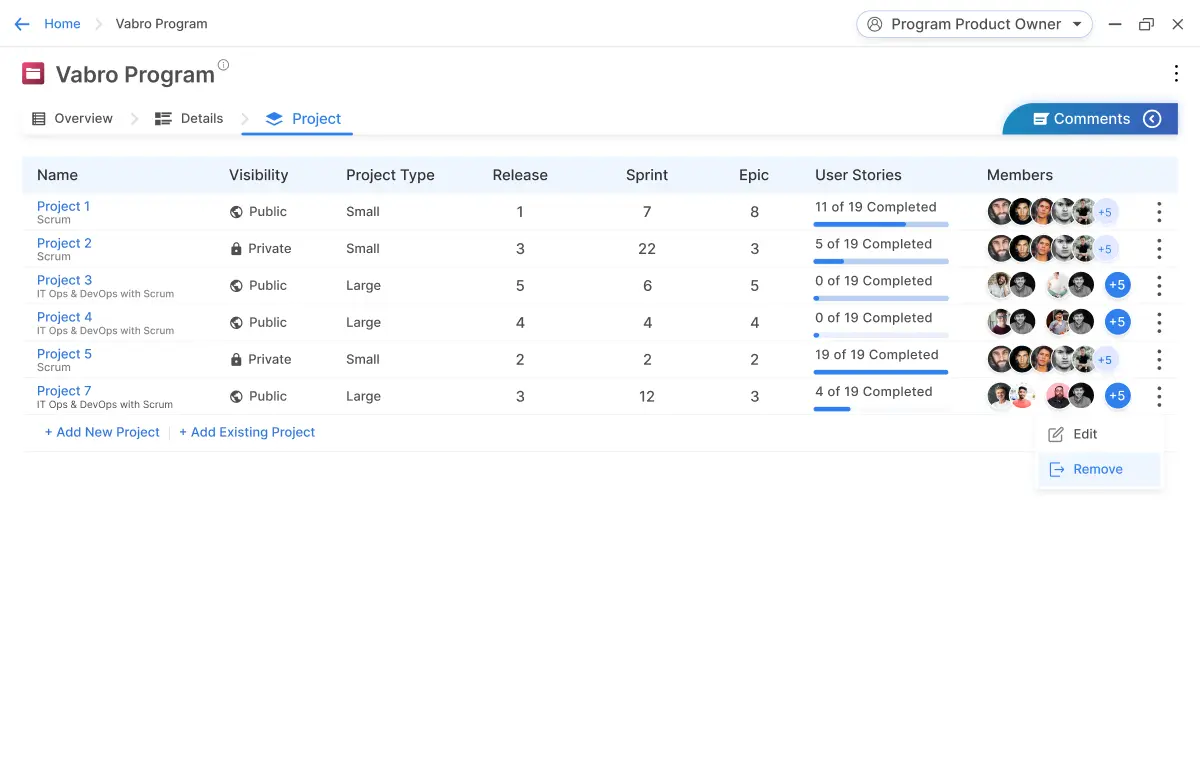 Home Vabro Program Program Product Owner
Vabro Program
Overview Details Project Comments
Name Visibility Project Type Release Sprint Epic User Stories Members
Project 1 Public Small 1 7 8 11 of 19 Completed +5
Scrum
Project 2 Private Small 3 22 3 5 of 19 Completed +5
Scrum
Project 3 Public Large 5 6 5 0 of 19 Completed +5
IT Ops & DevOps with Scrum
Project 4 Public Large 4 4 4 0 of 19 Completed +5
IT Ops & DevOps with Scrum
Project 5 Private Small 2 2 2 19 of 19 Completed +5
Scrum
Project 7 Public Large 3 12 3 4 of 19 Completed +5
IT Ops & DevOps with Scrum
+ Add New Project + Add Existing Project
Edit
Remove